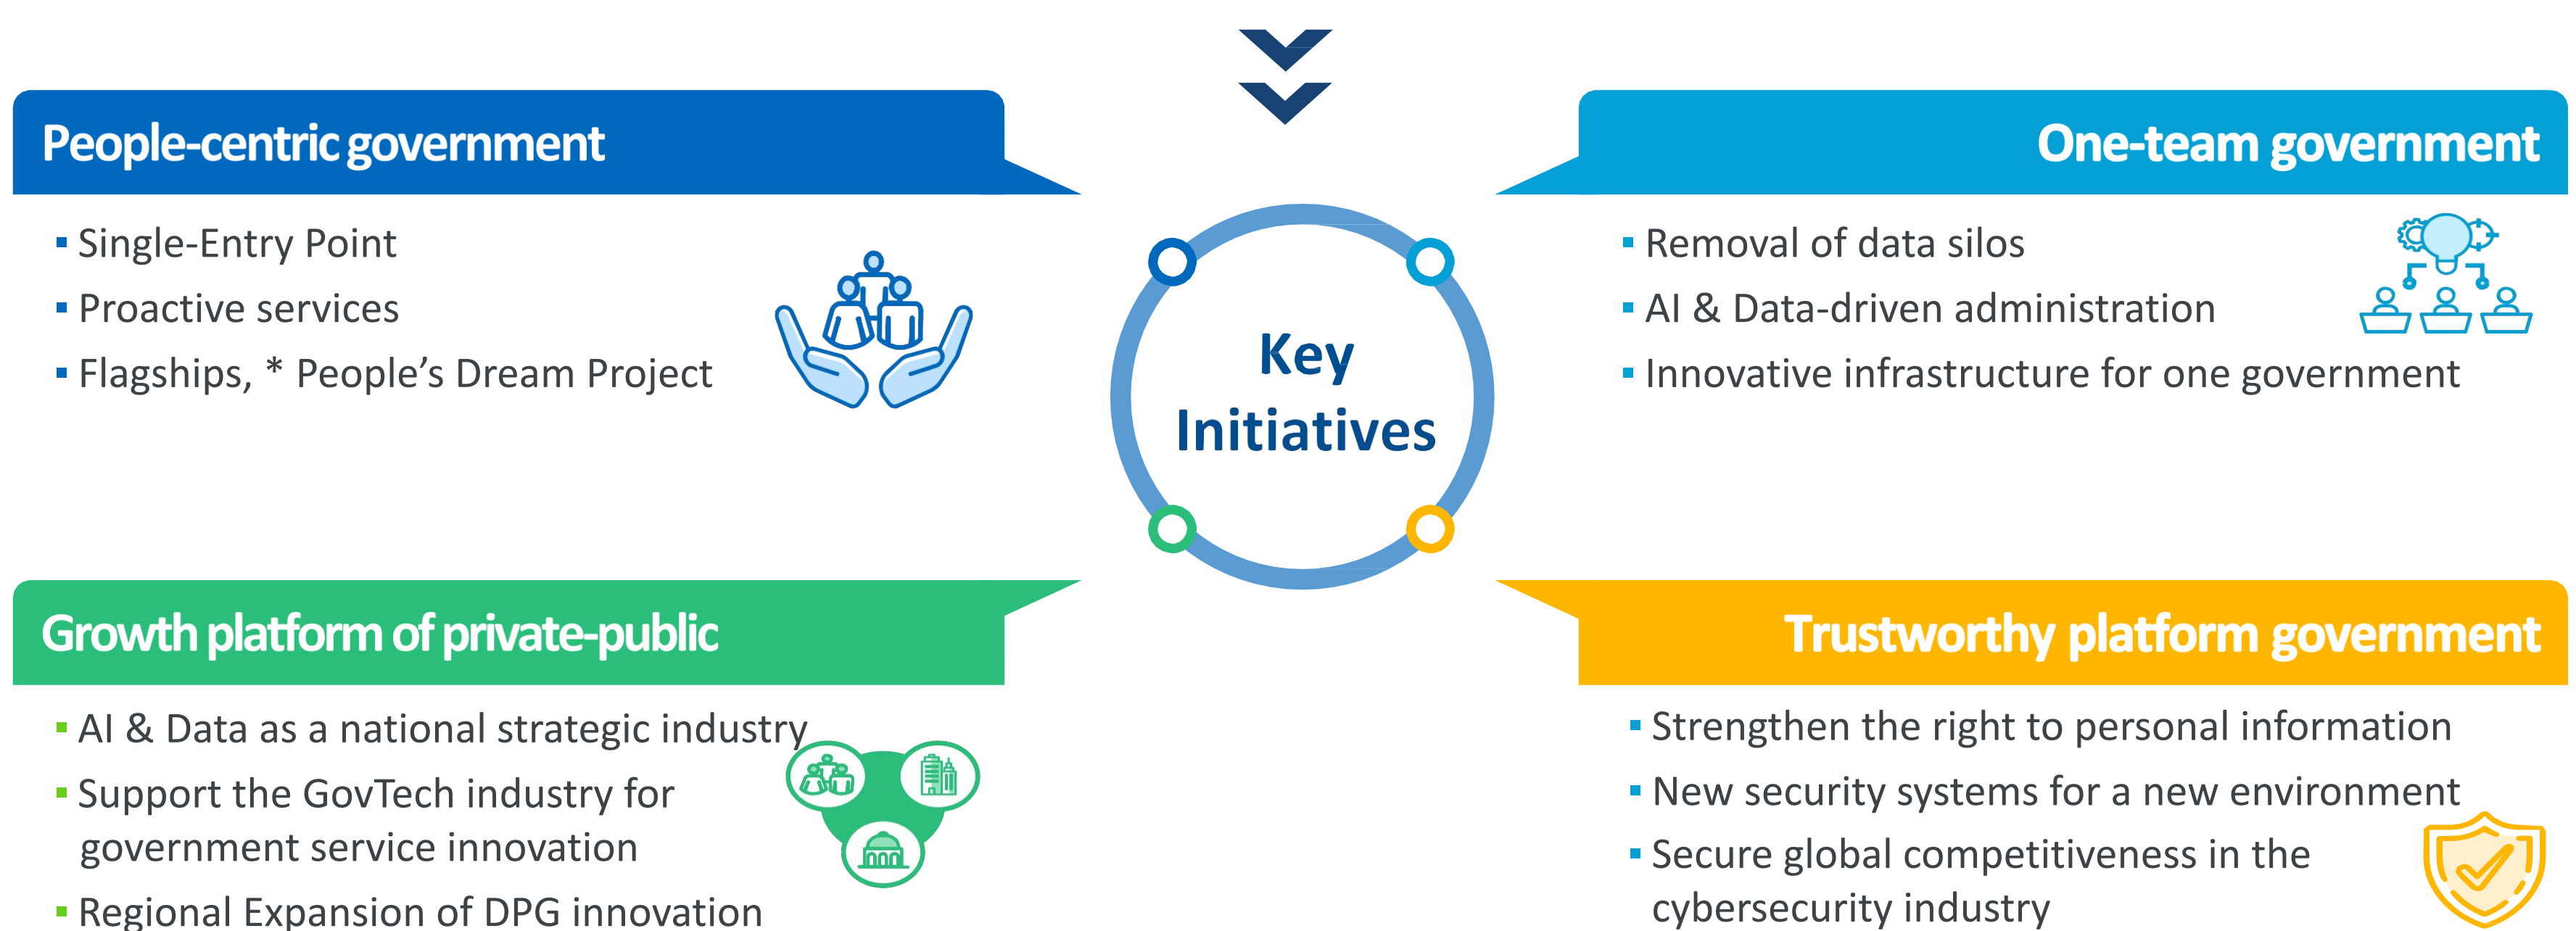 People-centric government
▪ Single-Entry Point
▪ Proactive services
▪ Flagships, * People’s Dream Project
One-team government
▪ Removal of data silos
▪ AI & Data-driven administration
▪ Innovative infrastructure for one government
Key
Initiatives
Growth platform of private-public
▪ AI & Data as a national strategic industry
▪ Support the GovTech industry for
government service innovation
▪ Regional Expansion of DPG innovation
Trustworthy platform government
▪ Strengthen the right to personal information
▪ New security systems for a new environment
▪ Secure global competitiveness in the
cybersecurity industry